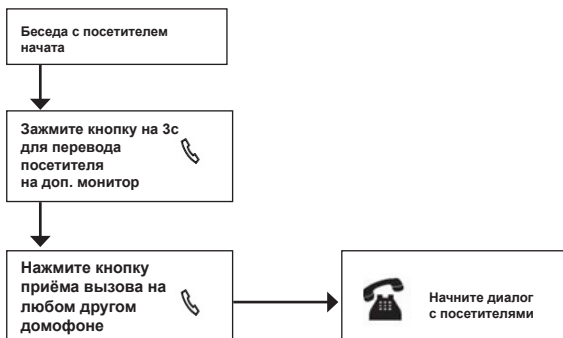 Беседа с посетителем
начата
Зажмите кнопку на 3с
для перевода
посетителя
на доп. монитор
Нажмите кнопку
приёма вызова на
любом другом
домофоне
Начните диалог
с посетителями